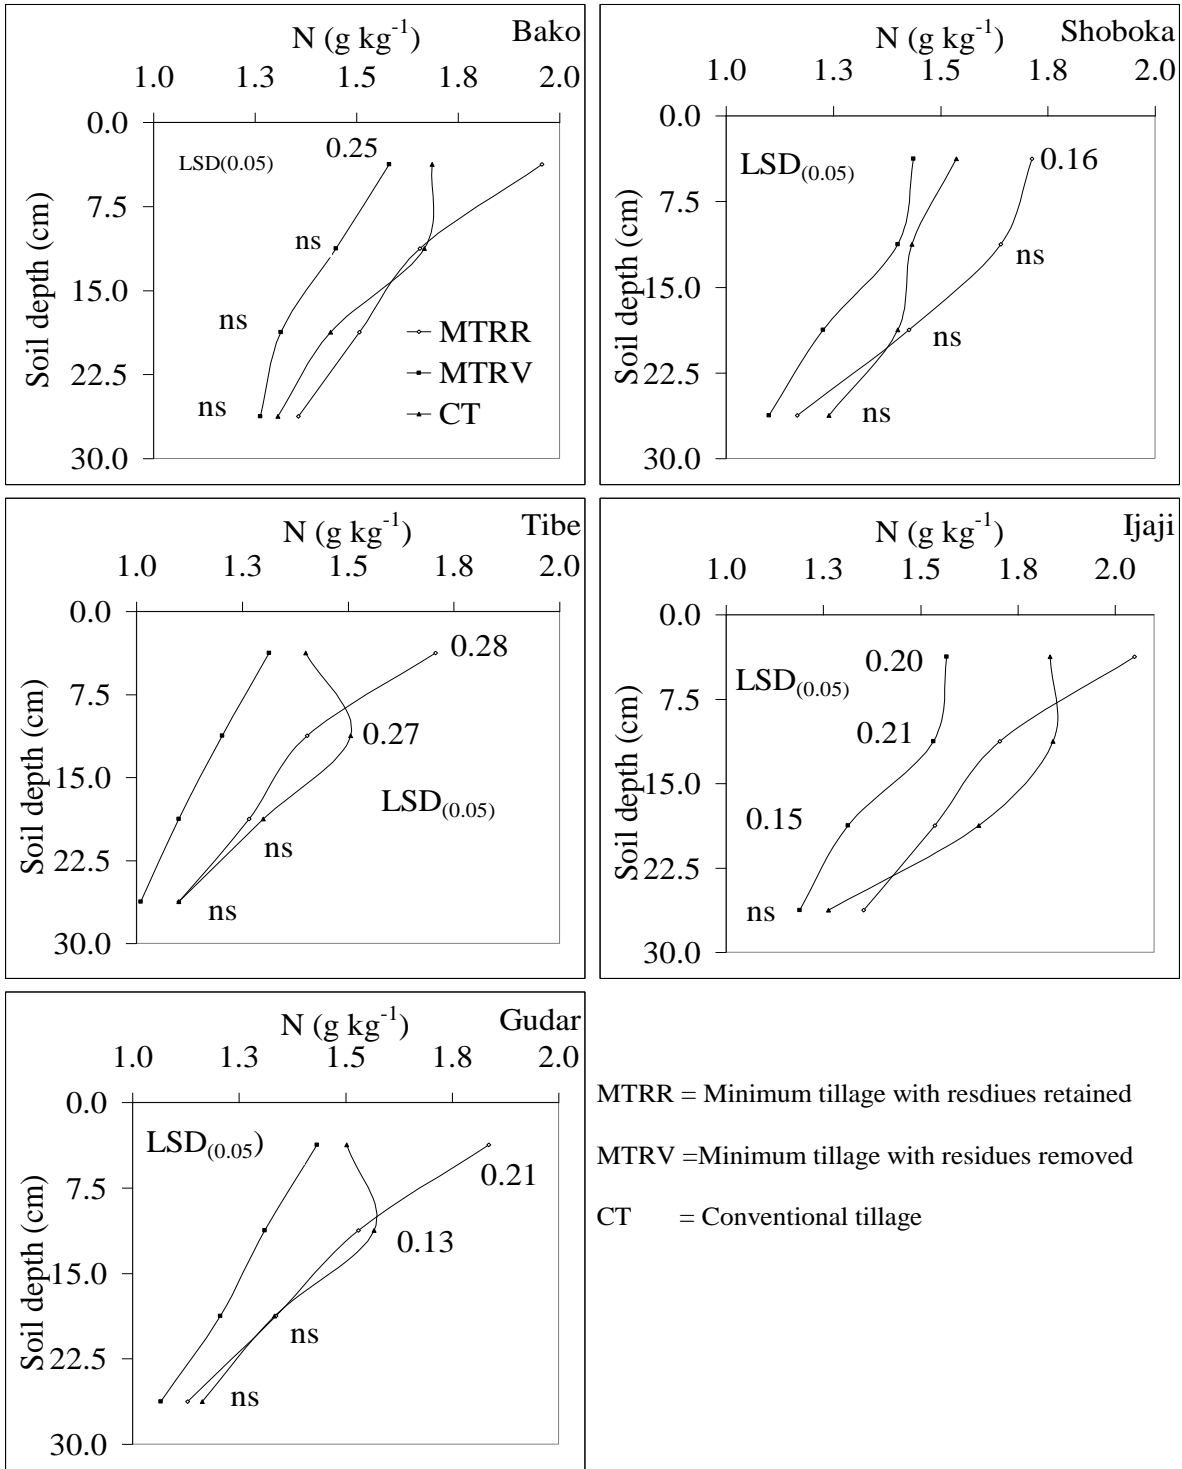 N (g kg⁻¹) Bako
1.0 1.3 1.5 1.8 2.0
0.0
7.5
15.0
22.5
30.0
Soil depth (cm)
LSD(0.05)
0.25
ns
ns
ns
MTRR
MTRV
CT
N (g kg⁻¹) Shoboka
1.0 1.3 1.5 1.8 2.0
0.0
7.5
15.0
22.5
30.0
Soil depth (cm)
LSD(0.05)
0.16
ns
ns
ns
N (g kg⁻¹) Tibe
1.0 1.3 1.5 1.8 2.0
0.0
7.5
15.0
22.5
30.0
Soil depth (cm)
0.28
0.27
LSD(0.05)
ns
ns
N (g kg⁻¹) Ijaji
1.0 1.3 1.5 1.8 2.0
0.0
7.5
15.0
22.5
30.0
Soil depth (cm)
0.20
LSD(0.05)
0.21
0.15
ns
N (g kg⁻¹) Gudar
1.0 1.3 1.5 1.8 2.0
0.0
7.5
15.0
22.5
30.0
Soil depth (cm)
LSD(0.05))
0.21
0.13
ns
ns
MTRR = Minimum tillage with resdiues retained
MTRV =Minimum tillage with residues removed
CT = Conventional tillage